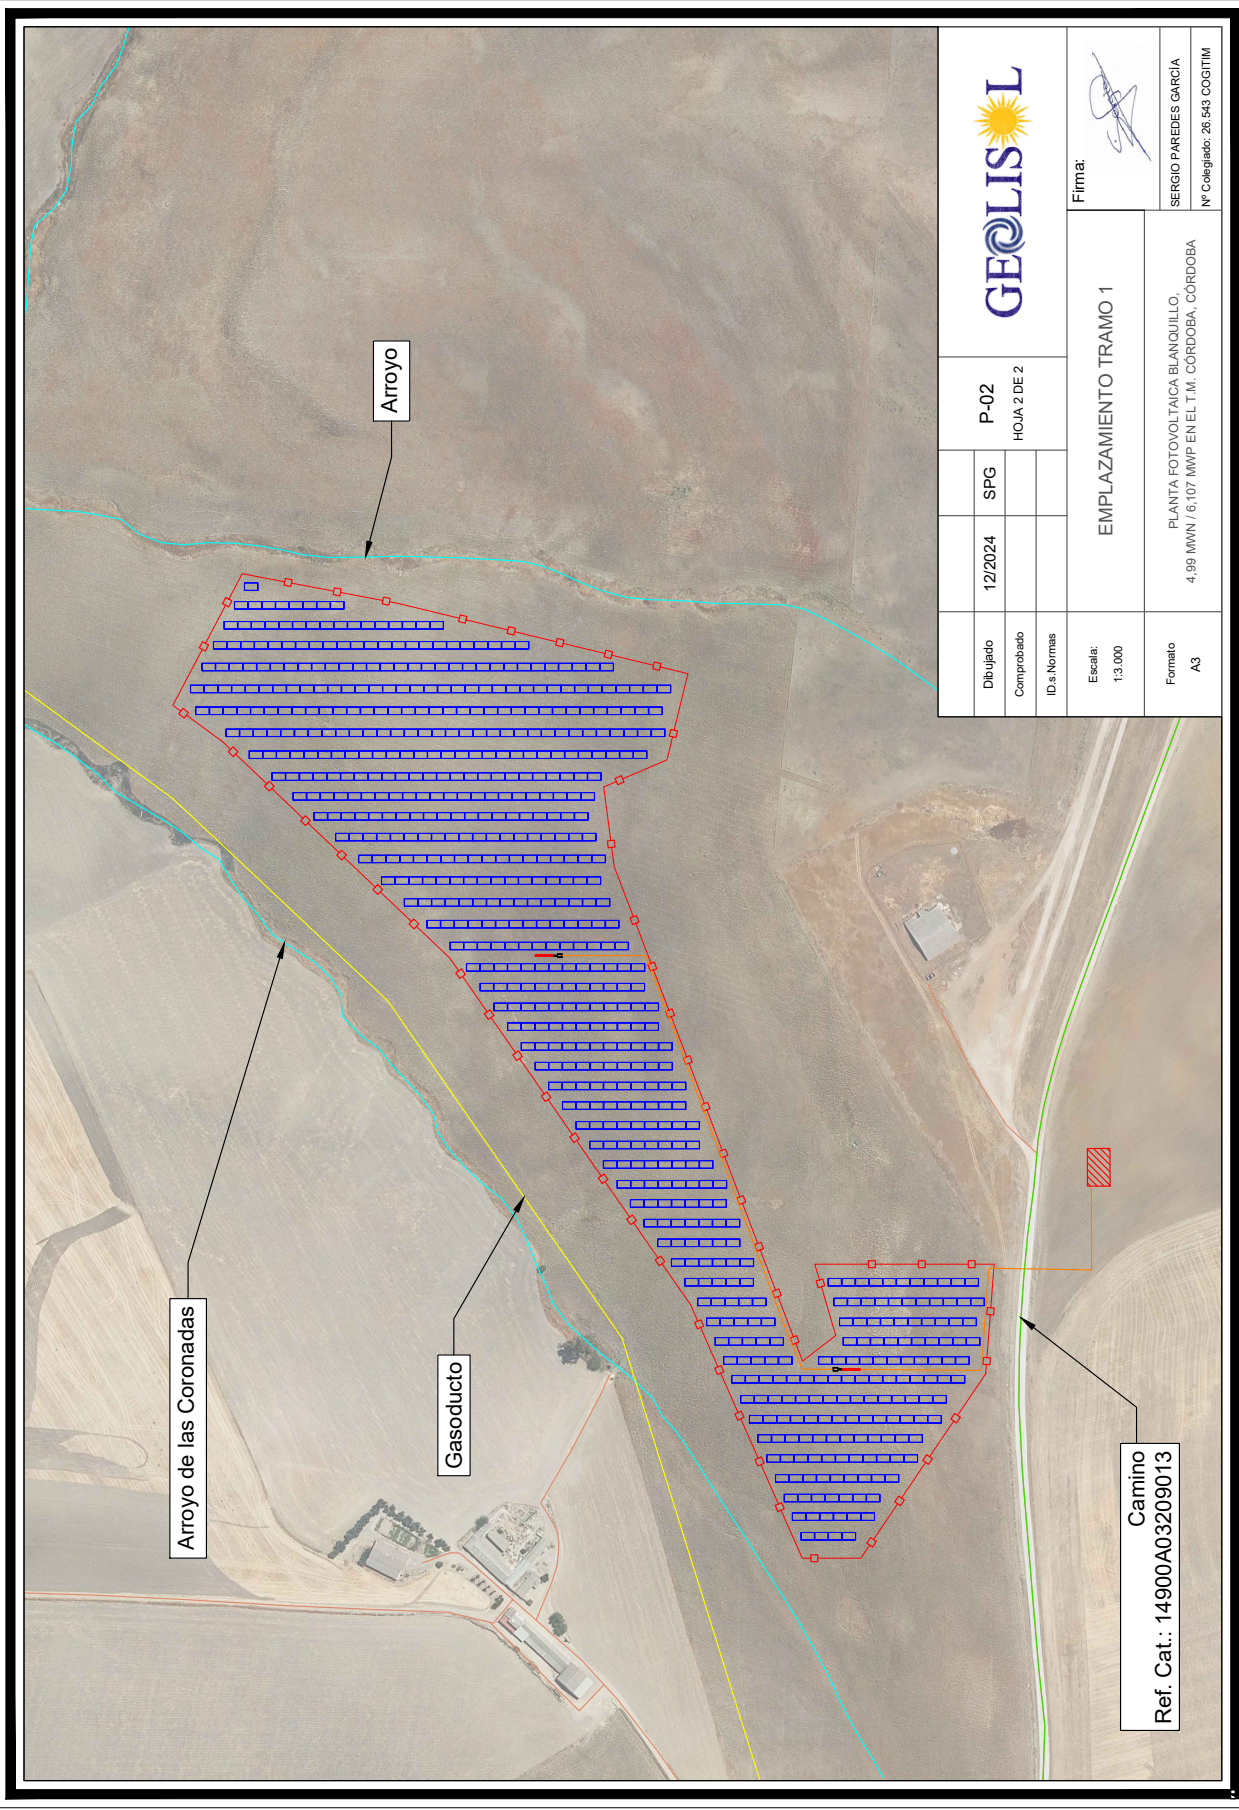 Arroyo de las Coronadas
Gasoducto
Arroyo
Camino
Ref. Cat.: 14900A03209013
Dibujado
12/2024
SPG
Comprobado
ID.s.Normas
P-02
HOJA 2 DE 2
GEOLISOL
Escala:
1:3.000
EMPLAZAMIENTO TRAMO 1
Firma:
Formato
A3
PLANTA FOTOVOLTAICA BLANQUILLO,
4,99 MWN / 6,107 MWP EN EL T.M. CÓRDOBA, CÓRDOBA
SERGIO PAREDES GARCÍA
Nº Colegiado: 26.543 COGITIM